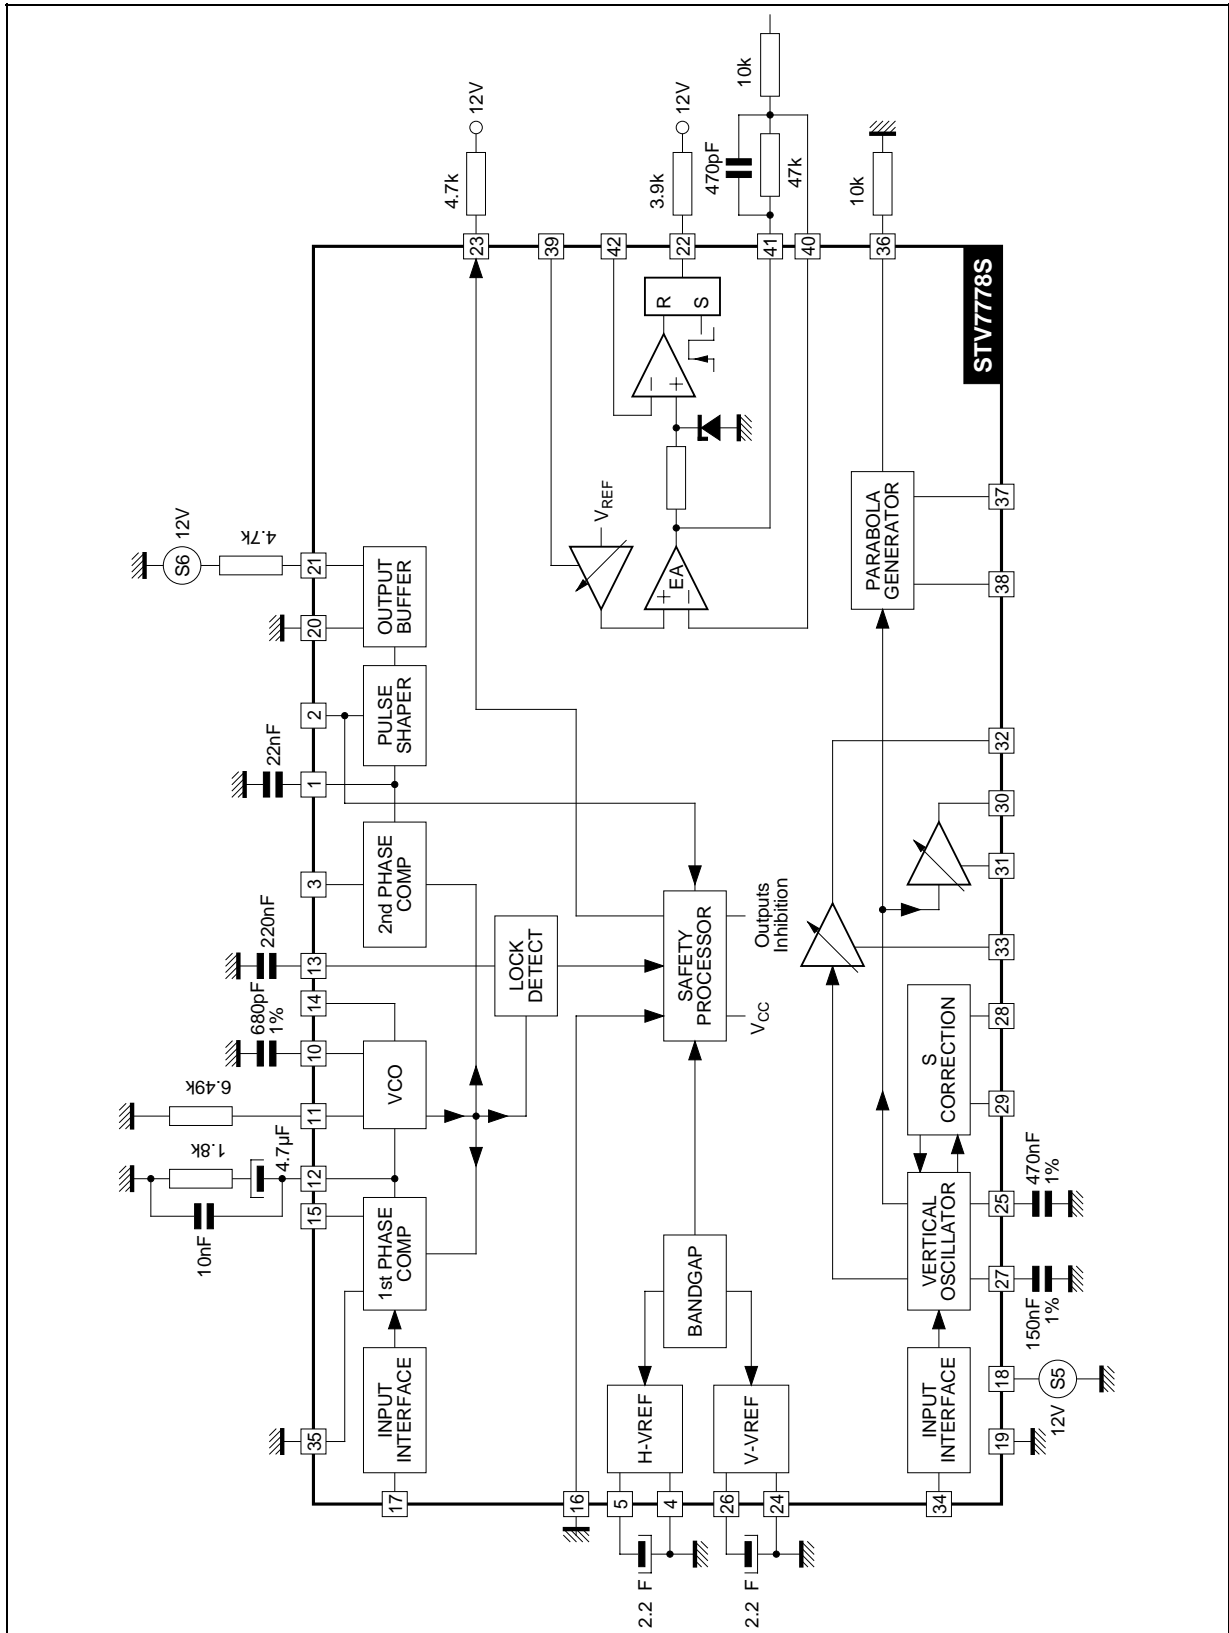 10k
12V
12V
4.7k
3.9k
470pF
47k
10k
23
39
42
22
41
40
36
STV7778S
R
S
−
+
VREF
EA
+
−
S6
12V
4.7k
21
20
OUTPUT
BUFFER
PARABOLA
GENERATOR
37
38
2
PULSE
SHAPER
22nF
1
32
30
31
33
3
2nd PHASE
COMP
Outputs
Inhibition
SAFETY
PROCESSOR
VCC
220nF
13
LOCK
DETECT
14
680pF
1%
10
VCO
6.49k
11
S
CORRECTION
28
29
1.8k
4.7µF
10nF
12
15
1st PHASE
COMP
BANDGAP
VERTICAL
OSCILLATOR
25
470nF
1%
27
150nF
1%
35
INPUT
INTERFACE
H-VREF
V-VREF
INPUT
INTERFACE
18
S5
12V
19
17
16
5
4
26
24
34
2.2 F
2.2 F